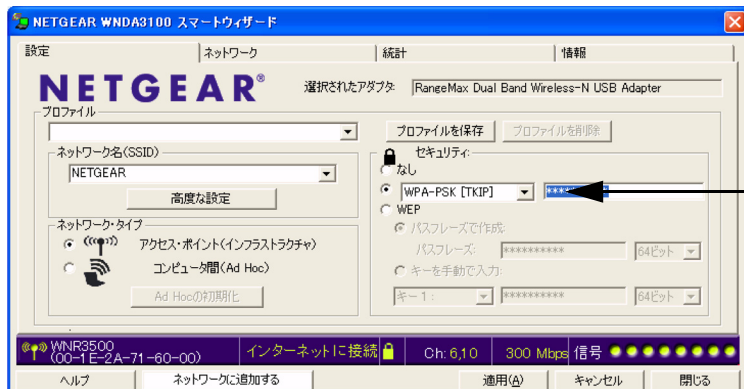 NETGEAR WNDA3100 スマートウィザード
設定 ネットワーク 統計 情報
NETGEAR® 選択されたアダプタ: RangeMax Dual Band Wireless-N USB Adapter
プロファイル
プロファイルを保存 プロファイルを削除
ネットワーク名(SSID)
NETGEAR
高度な設定
セキュリティ:
なし
WPA-PSK [TKIP]
WEP
パスフレーズで作成:
パスフレーズ: ********** 64ビット
キーを手動で入力:
キー 1 : ********** 64ビット
ネットワーク・タイプ
アクセス・ポイント(インフラストラクチャ)
コンピュータ間(Ad Hoc)
Ad Hocの初期化
WNR3500
(00-1E-2A-71-60-00) インターネットに接続 Ch: 6,10 300 Mbps 信号
ヘルプ ネットワークに追加する 適用(A) キャンセル 閉じる